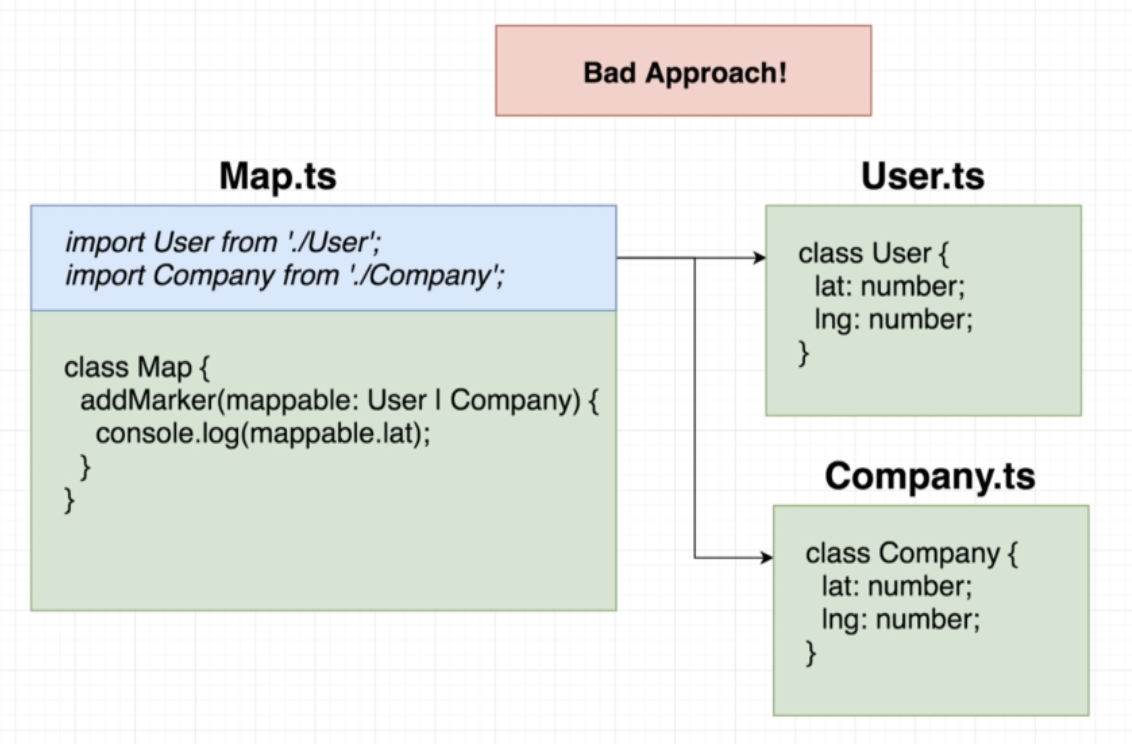 Bad Approach!
Map.ts
import User from './User';
import Company from './Company';
class Map {
addMarker(mappable: User | Company) {
console.log(mappable.lat);
}
}
User.ts
class User {
lat: number;
lng: number;
}
Company.ts
class Company {
lat: number;
lng: number;
}